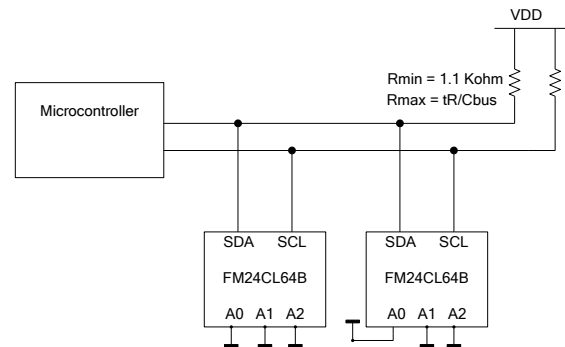 VDD
Rmin = 1.1 Kohm
Rmax = tR/Cbus
Microcontroller
SDA SCL
FM24CL64B
A0 A1 A2
SDA SCL
FM24CL64B
A0 A1 A2